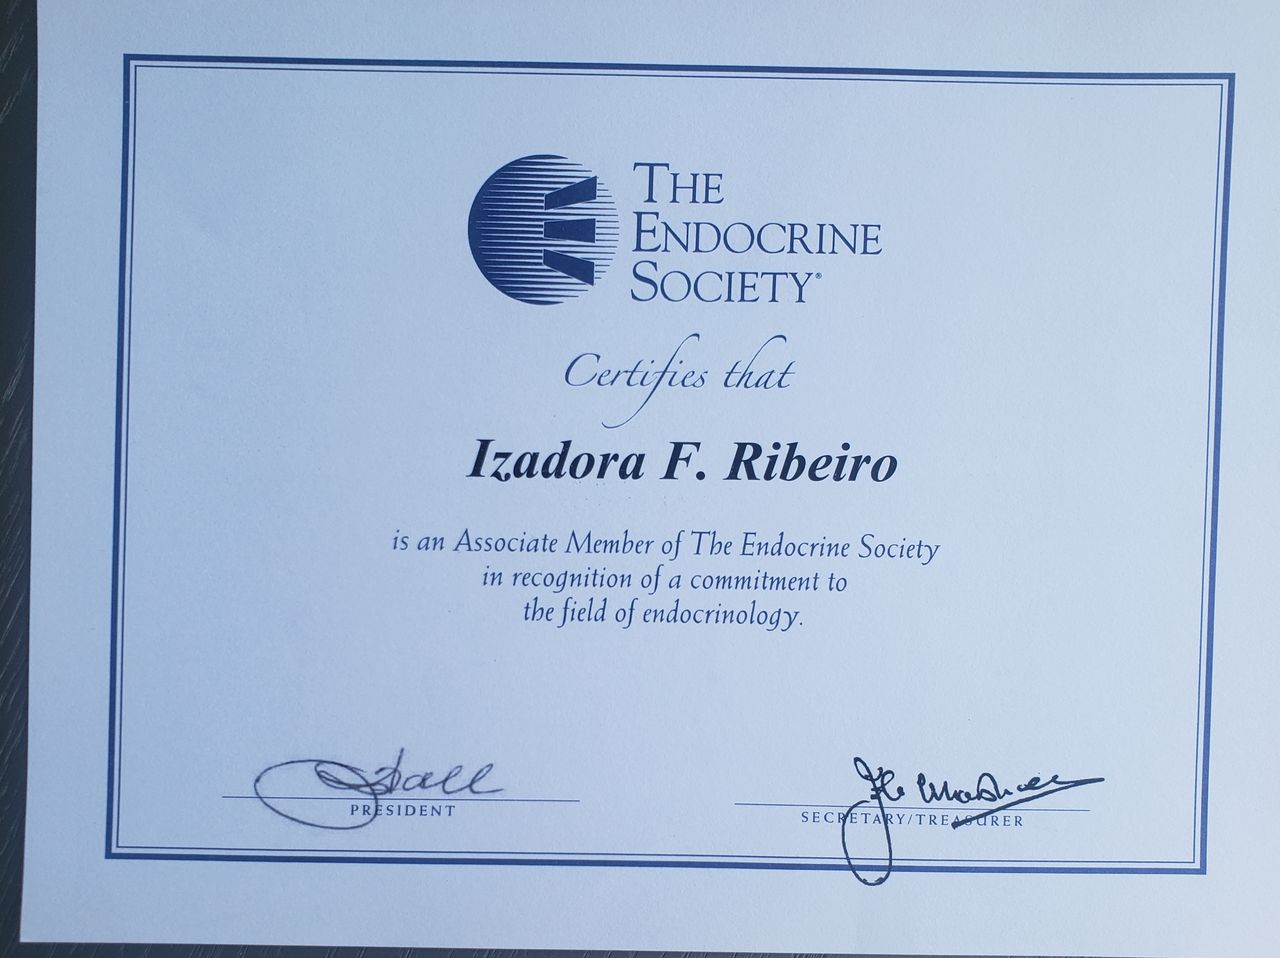 THE
ENDOCRINE
SOCIETY®
Certifies that
Izadora F. Ribeiro
is an Associate Member of The Endocrine Society
in recognition of a commitment to
the field of endocrinology.
PRESIDENT
SECRETARY/TREASURER